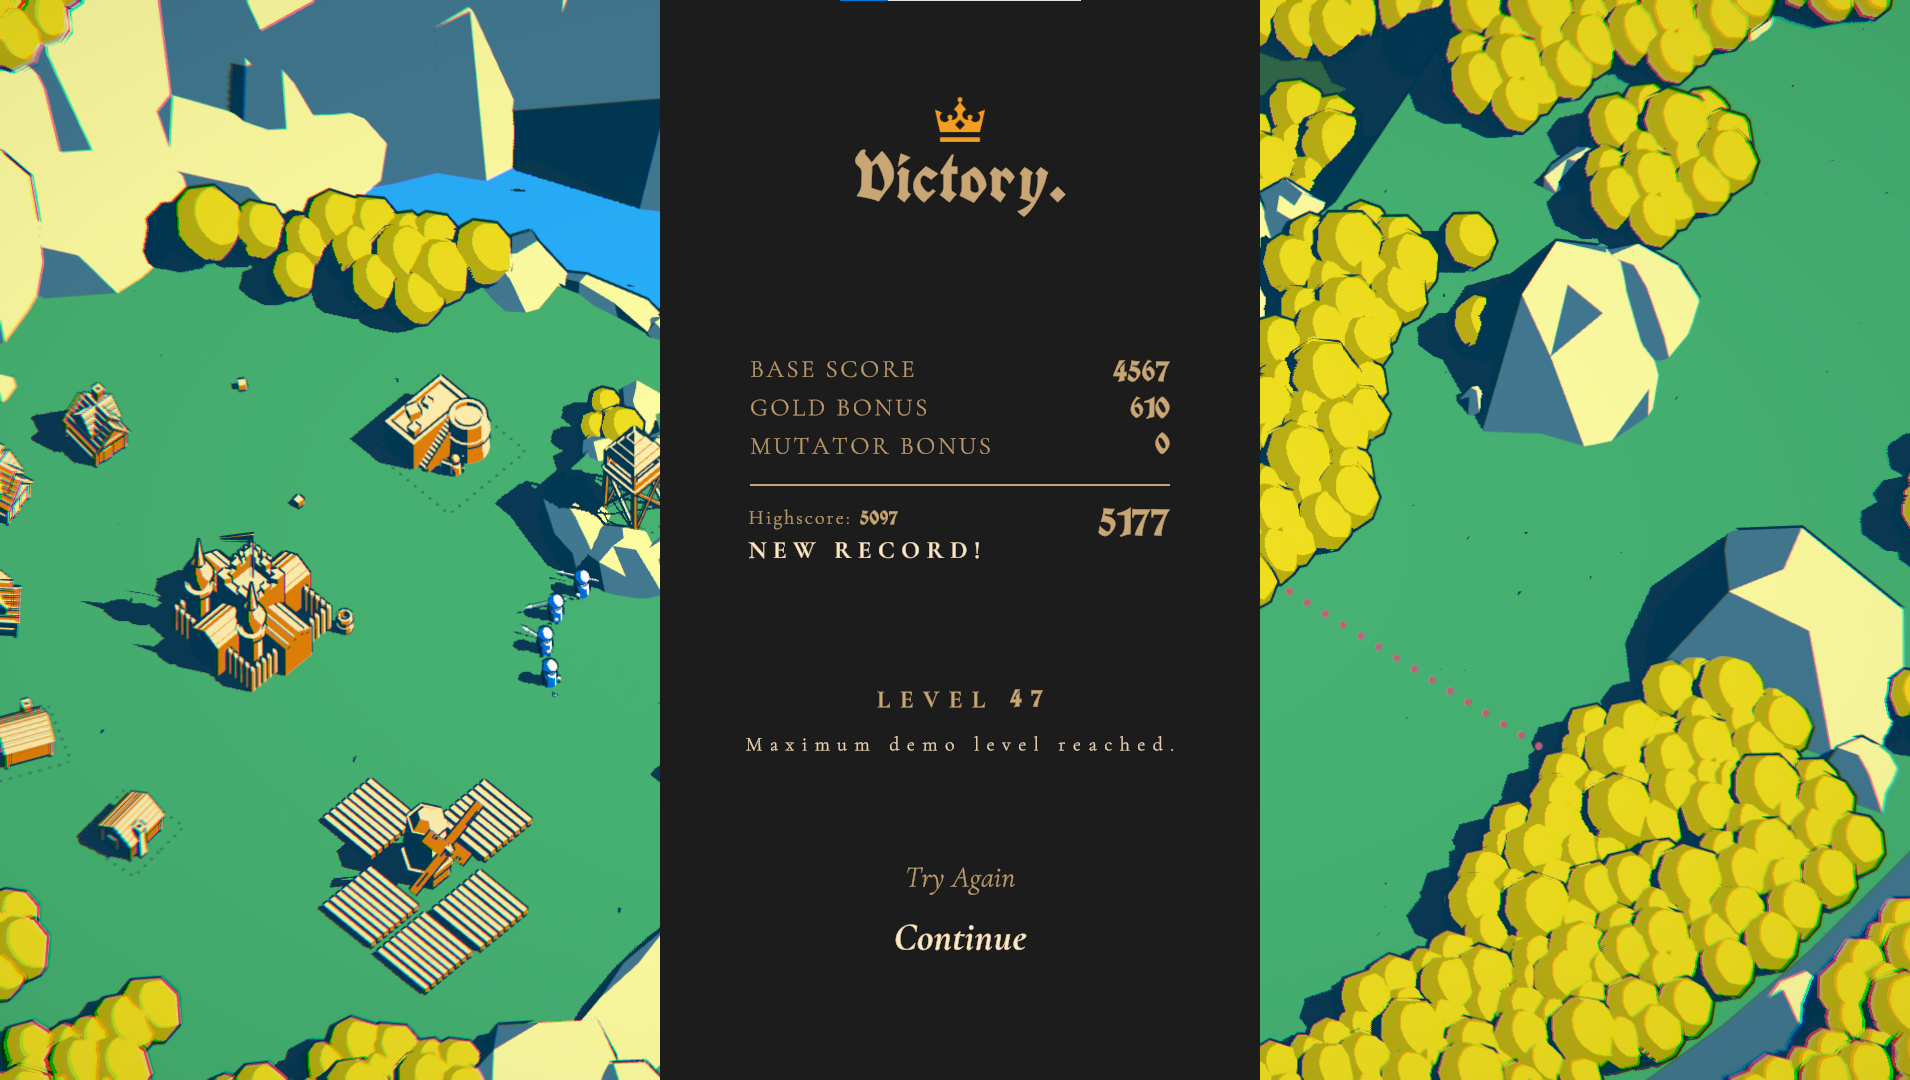 Victory.
BASE SCORE 4567
GOLD BONUS 610
MUTATOR BONUS 0
Highscore: 5097 5177
NEW RECORD!
LEVEL 47
Maximum demo level reached.
Try Again
Continue